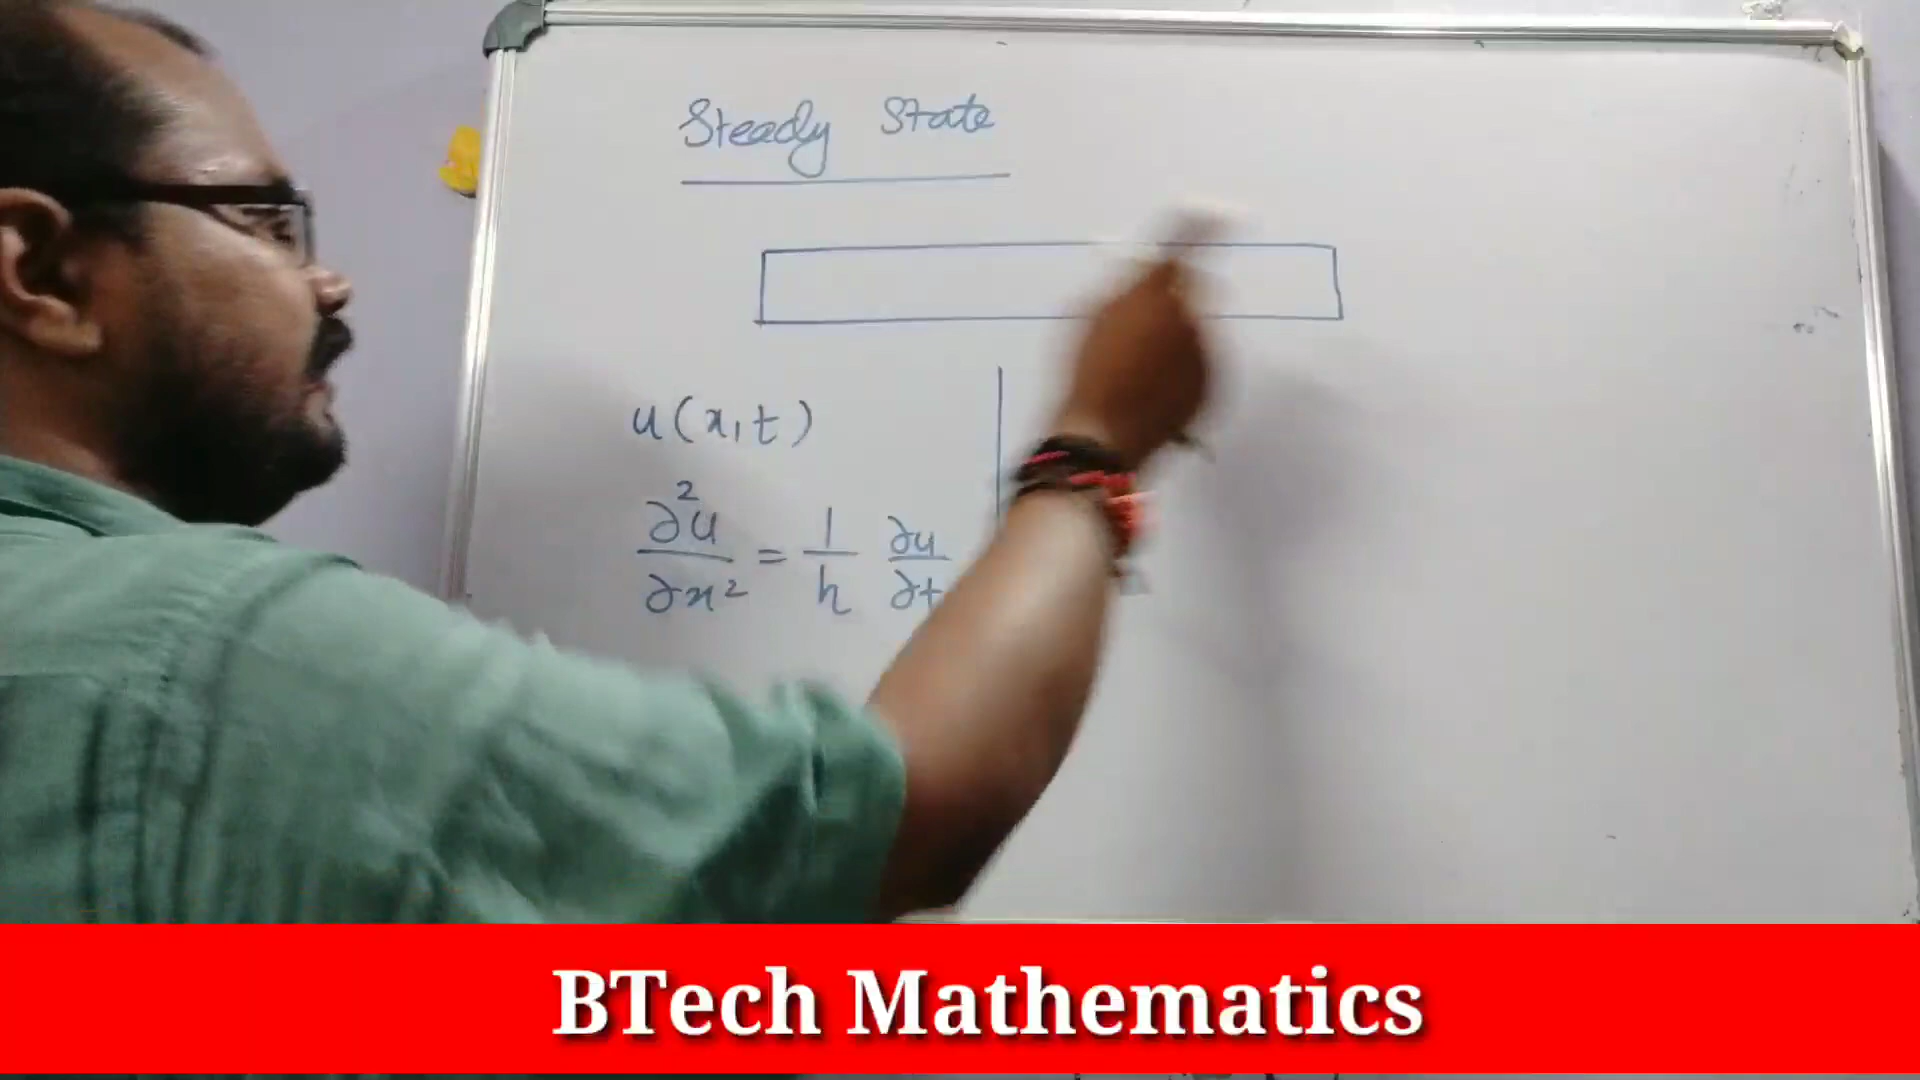 Steady State
u(x,t)
∂²u/∂x² = 1/h ∂u/∂t
BTech Mathematics